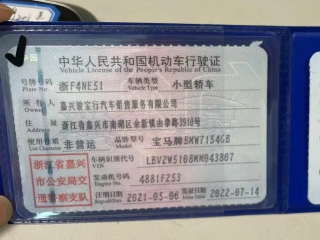 中华人民共和国机动车行驶证
Vehicle License of the People's Republic of China
号牌号码 浙F4NE51 车辆类型 小型轿车
Plate No. Vehicle Type
所有人 嘉兴骏宝行汽车销售服务有限公司
Owner
住址 浙江省嘉兴市南湖区余新镇由拳路3910号
Address
使用性质 非营运 品牌型号 宝马牌BMW7154GB
Use Character Model
浙江省嘉兴市公安局交通警察支队
车辆识别代号 LBV2W5108MM043807
VIN
发动机号码 4881F253
Engine No.
注册日期 2021-05-06 发证日期 2022-07-14
Register Date Issue Date